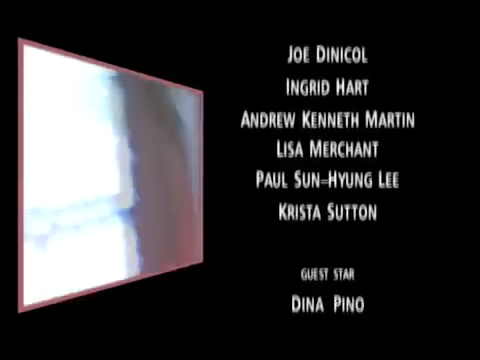 JOE DINICOL
INGRID HART
ANDREW KENNETH MARTIN
LISA MERCHANT
PAUL SUN-HYUNG LEE
KRISTA SUTTON
GUEST STAR
DINA PINO